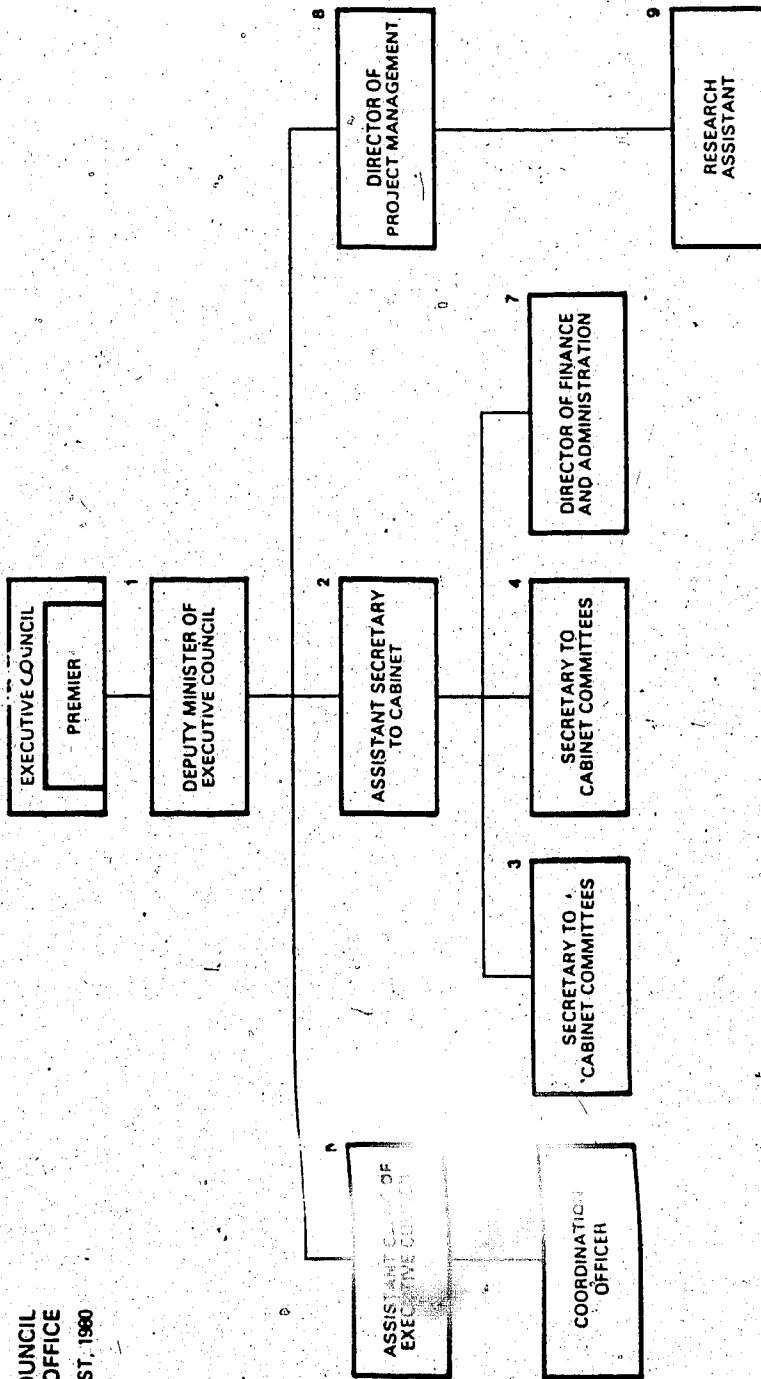 OUNCIL
OFFICE
ST, 1980
EXECUTIVE COUNCIL
PREMIER
1
DEPUTY MINISTER OF
EXECUTIVE COUNCIL
2
ASSISTANT SECRETARY
TO CABINET
8
DIRECTOR OF
PROJECT MANAGEMENT
ASSISTANT OF
EXECUTIVE
3
SECRETARY TO
CABINET COMMITTEES
4
SECRETARY TO
CABINET COMMITTEES
7
DIRECTOR OF FINANCE
AND ADMINISTRATION
COORDINATION
OFFICER
9
RESEARCH
ASSISTANT